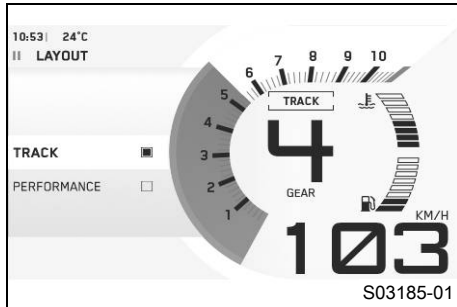 10:53| 24°C
LAYOUT
TRACK
PERFORMANCE
1
2
3
4
5
6
7
8
9
10
TRACK
4
GEAR
KM/H
103
S03185-01